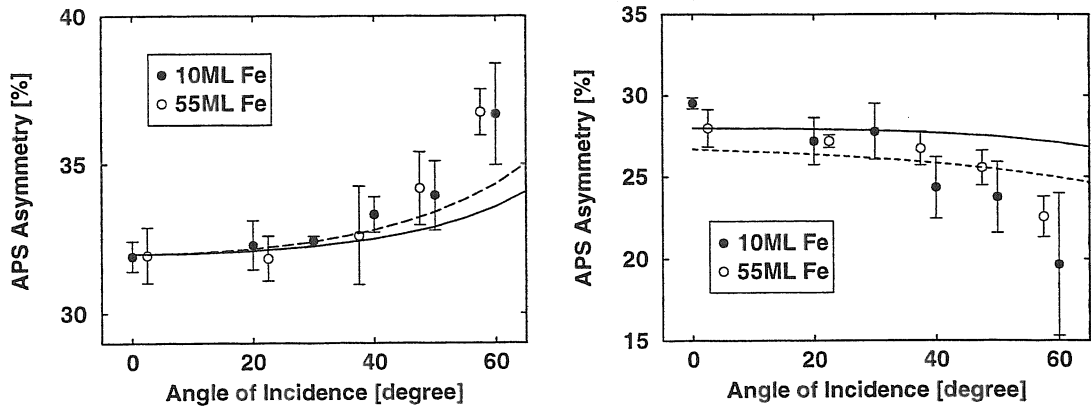 40
35
30
APS Asymmetry [%]
10ML Fe
55ML Fe
0 20 40 60
Angle of Incidence [degree]
35
30
25
20
15
APS Asymmetry [%]
10ML Fe
55ML Fe
0 20 40 60
Angle of Incidence [degree]